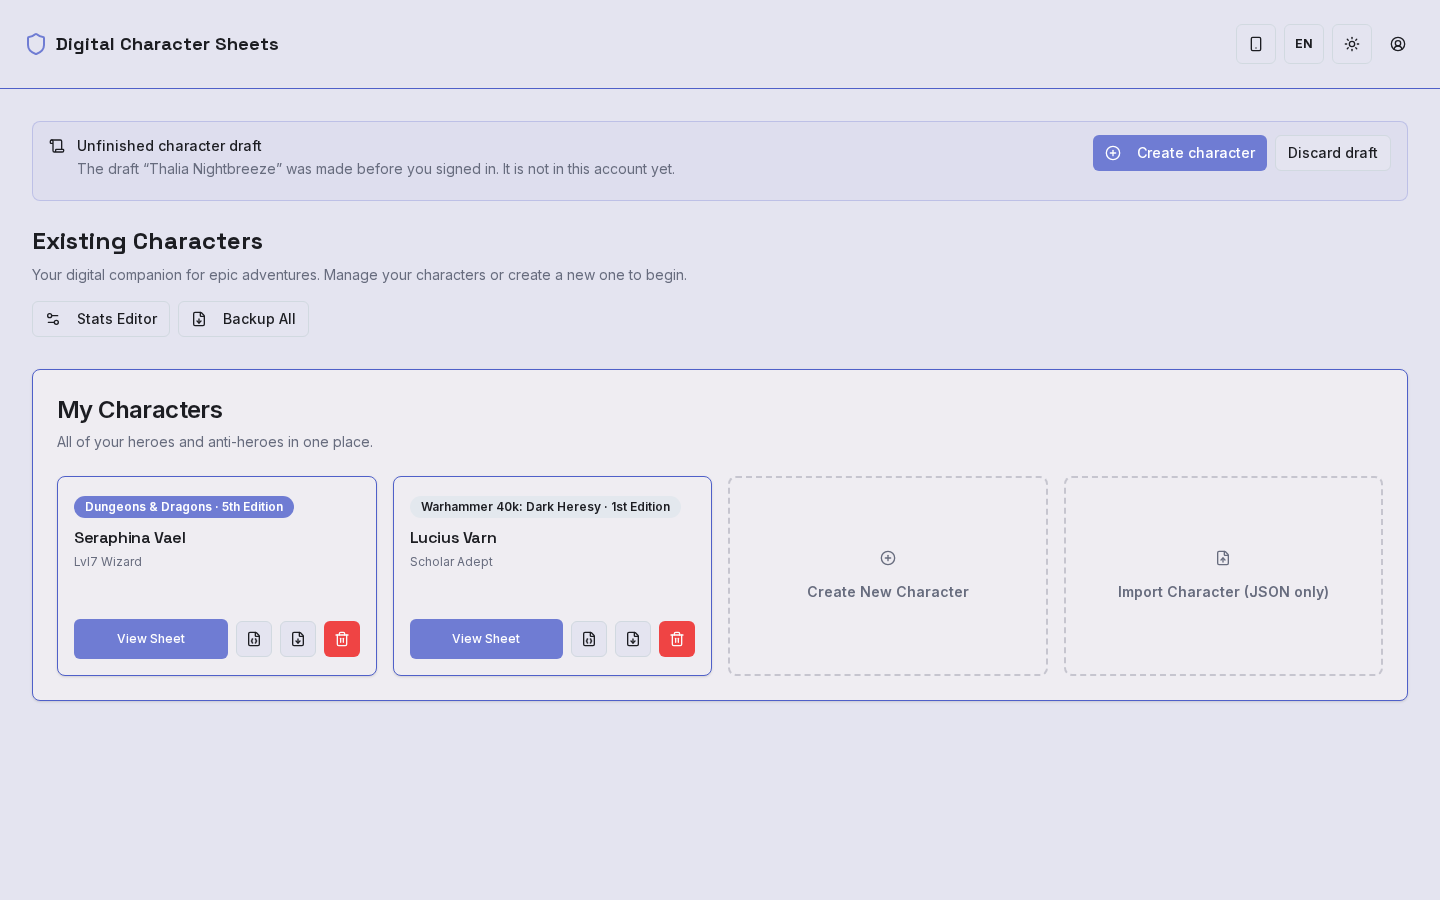 Digital Character Sheets
EN
Unfinished character draft
The draft “Thalia Nightbreeze” was made before you signed in. It is not in this account yet.
Create character
Discard draft
Existing Characters
Your digital companion for epic adventures. Manage your characters or create a new one to begin.
Stats Editor
Backup All
My Characters
All of your heroes and anti-heroes in one place.
Dungeons & Dragons · 5th Edition
Seraphina Vael
Lvl7 Wizard
View Sheet
Warhammer 40k: Dark Heresy · 1st Edition
Lucius Varn
Scholar Adept
View Sheet
Create New Character
Import Character (JSON only)